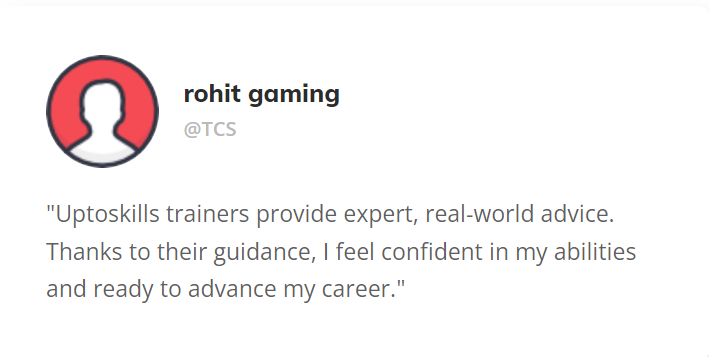 rohit gaming
@TCS
"Uptoskills trainers provide expert, real-world advice.
Thanks to their guidance, I feel confident in my abilities
and ready to advance my career."